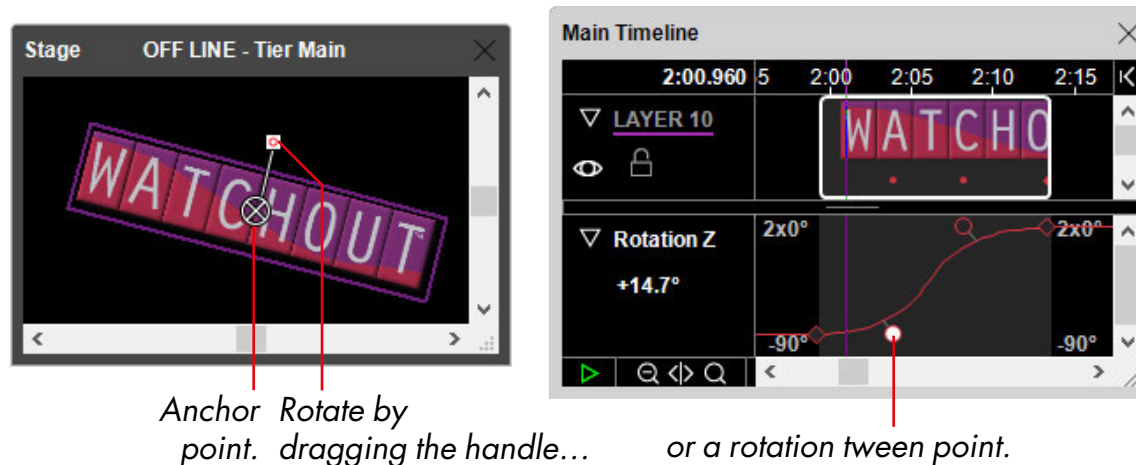 Stage OFF LINE - Tier Main
WATCHOUT
Anchor point.
Rotate by
dragging the handle...
Main Timeline
2:00.960 5 2:00 2:05 2:10 2:15
LAYER 10
WATCHO
Rotation Z
+14.7°
2x0° 2x0°
-90° -90°
or a rotation tween point.